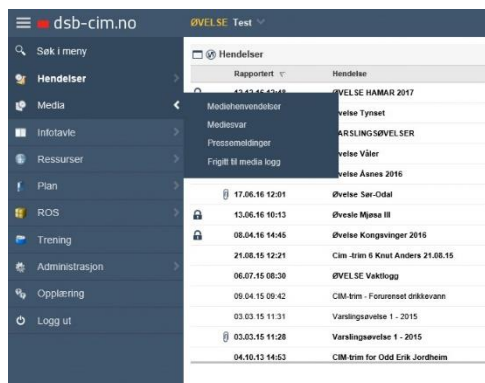 dsb-cim.no
ØVELSE Test
Søk i meny
Hendelser
Media
Infotavle
Ressurser
Plan
ROS
Trening
Administrasjon
Opplæring
Logg ut
Mediehenvendelser
Mediesvar
Pressemeldinger
Frigitt til media logg
Hendelser
Rapportert Hendelse
ØVELSE HAMAR 2017
velse Tynset
ARSLINGSØVELSER
velse Våler
velse Åsnes 2016
17.06.16 12:01 Øvelse Sør-Odal
13.06.16 10:13 Øvesle Mjøsa III
08.04.16 14:45 Øvelse Kongsvinger 2016
21.08.15 12:21 Cim -trim 6 Knut Anders 21.08.15
06.07.15 08:30 ØVELSE Vaktlogg
09.04.15 09:42 CIM-trim - Forurenset drikkevann
03.03.15 11:31 Varslingsøvelse 1 - 2015
03.03.15 11:28 Varslingsøvelse 1 - 2015
04.10.13 14:53 CIM-trim for Odd Erik Jordheim